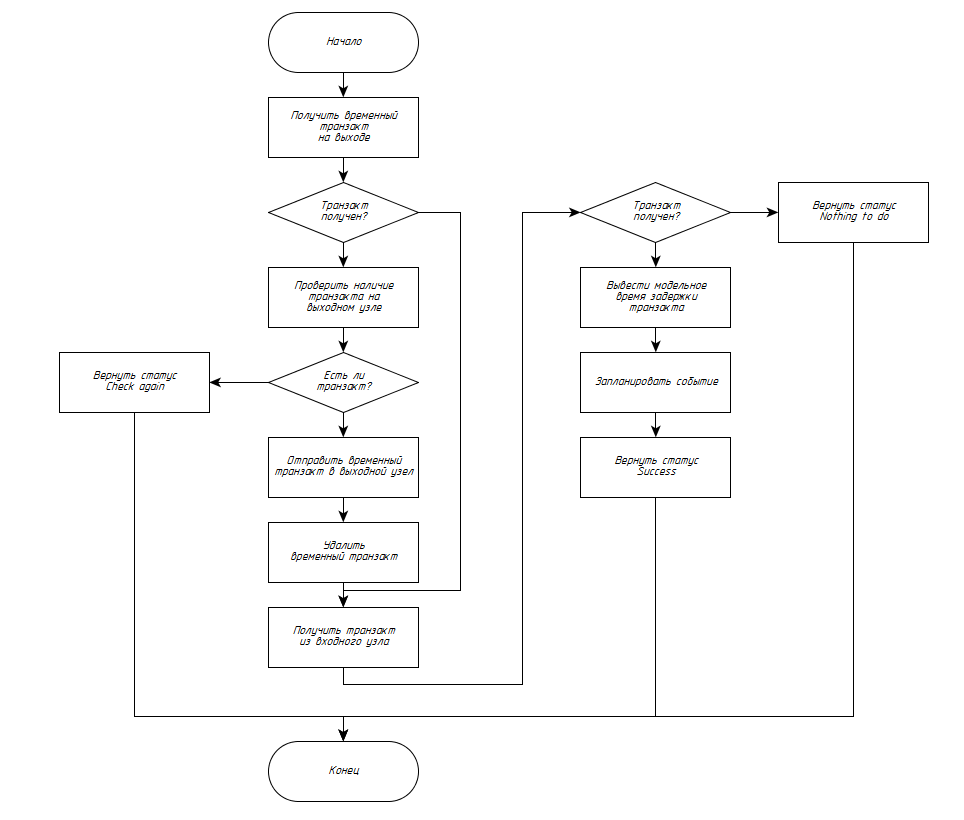 Начало
Получить временный
транзакт
на выходе
Транзакт
получен?
Проверить наличие
транзакта на
выходном узле
Есть ли
транзакт?
Вернуть статус
Check again
Отправить временный
транзакт в выходной узел
Удалить
временный транзакт
Получить транзакт
из входного узла
Транзакт
получен?
Вернуть статус
Nothing to do
Вывести модельное
время задержки
транзакта
Запланировать событие
Вернуть статус
Success
Конец